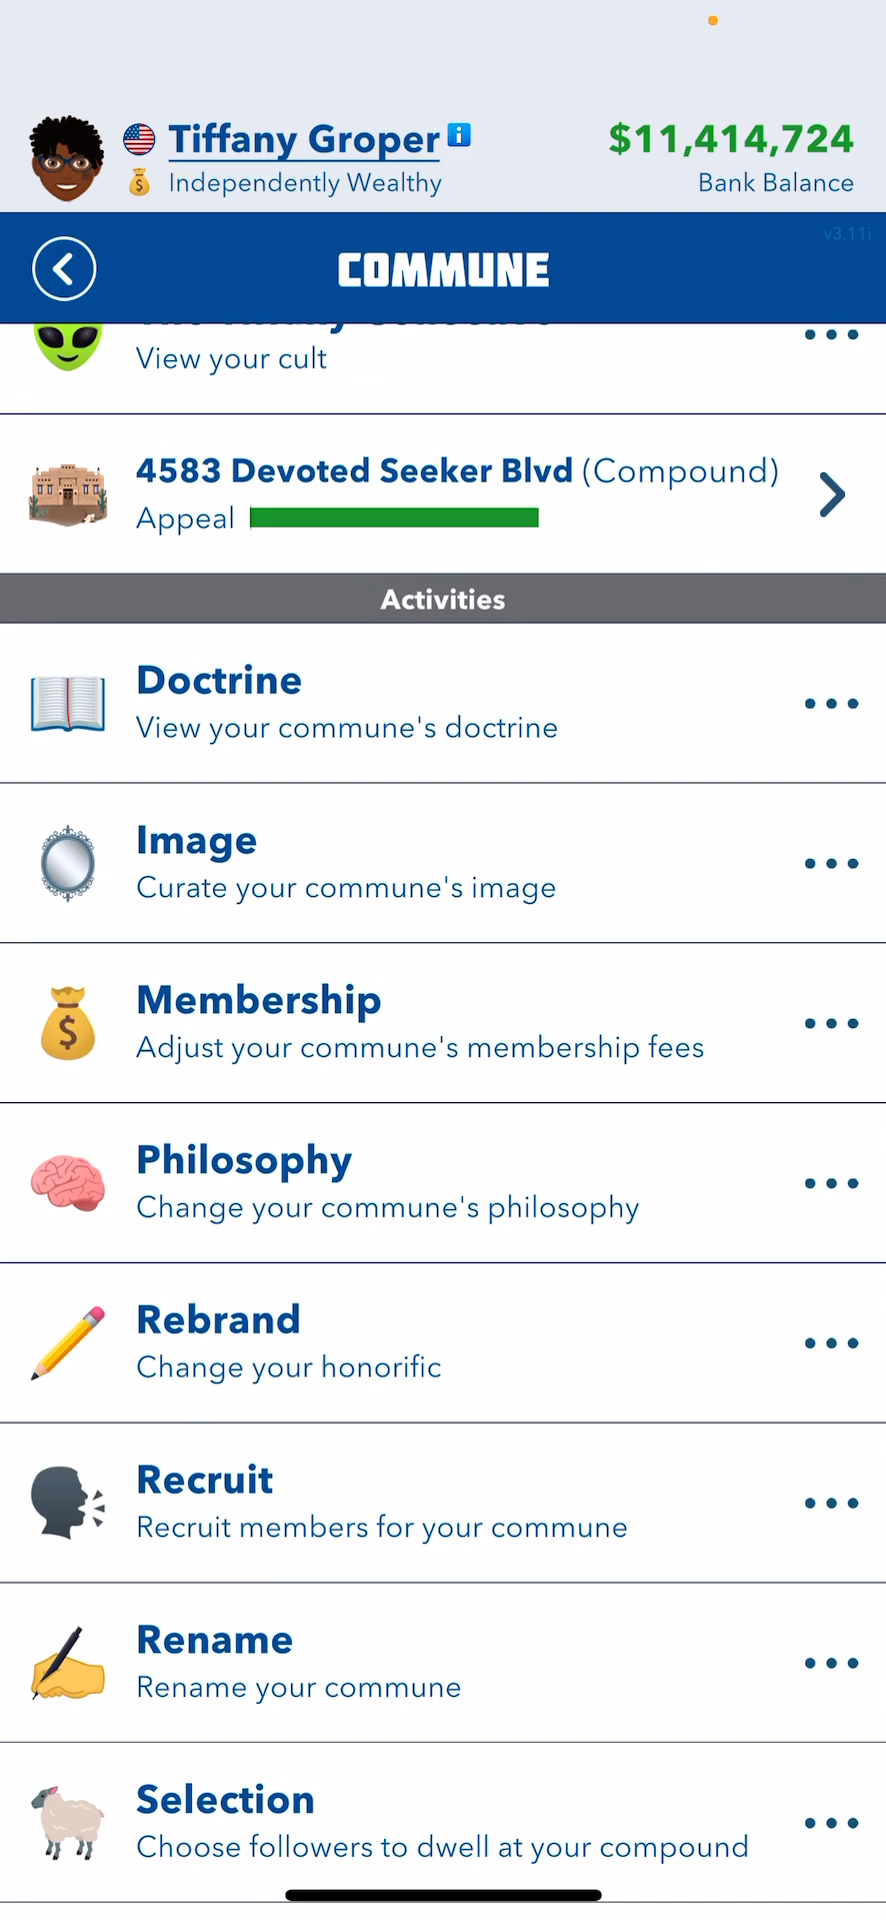 Tiffany Groper
$11,414,724
Independently Wealthy
Bank Balance
v3.11i
COMMUNE
View your cult
4583 Devoted Seeker Blvd (Compound)
Appeal
Activities
Doctrine
View your commune's doctrine
Image
Curate your commune's image
Membership
Adjust your commune's membership fees
Philosophy
Change your commune's philosophy
Rebrand
Change your honorific
Recruit
Recruit members for your commune
Rename
Rename your commune
Selection
Choose followers to dwell at your compound